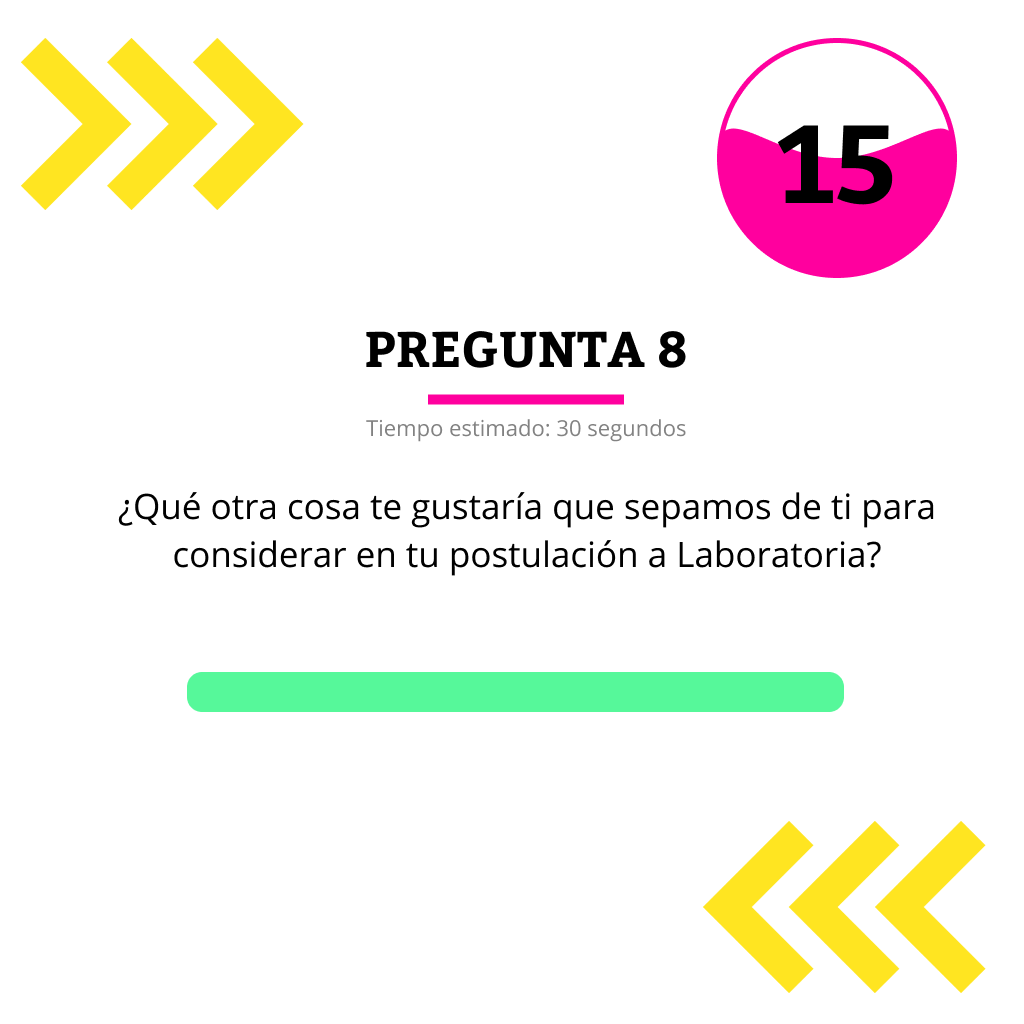 15
PREGUNTA 8
Tiempo estimado: 30 segundos
¿Qué otra cosa te gustaría que sepamos de ti para
considerar en tu postulación a Laboratoria?